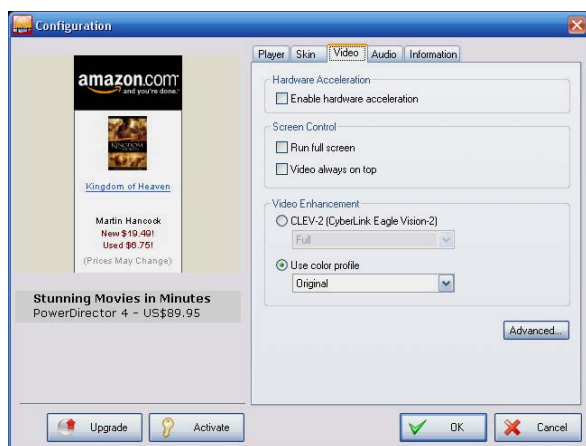 Configuration
amazon.com
and you're done.
KINGDOM
Kingdom of Heaven
Martin Hancock
New $19.49!
Used $6.75!
(Prices May Change)
Stunning Movies in Minutes
PowerDirector 4 - US$89.95
Player Skin Video Audio Information
Hardware Acceleration
Enable hardware acceleration
Screen Control
Run full screen
Video always on top
Video Enhancement
CLEV-2 (CyberLink Eagle Vision-2)
Full
Use color profile
Original
Advanced...
Upgrade
Activate
OK
Cancel